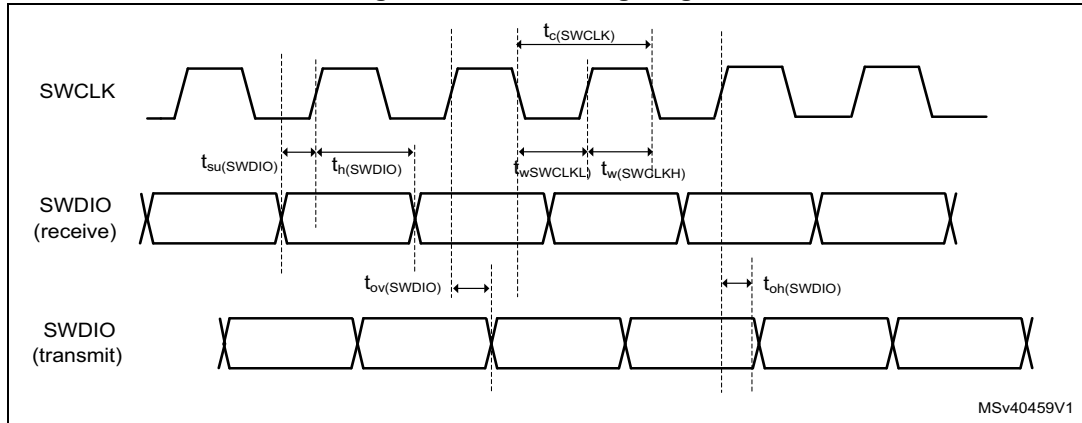 tc(SWCLK)
SWCLK
tsu(SWDIO) th(SWDIO) twSWCLKL) tw(SWCLKH)
SWDIO
(receive)
tov(SWDIO) toh(SWDIO)
SWDIO
(transmit)
MSv40459V1